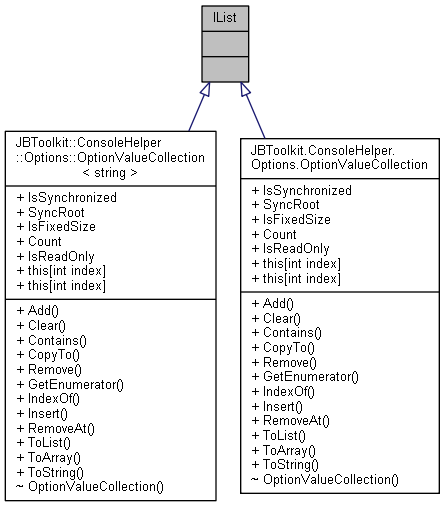 IList
JBToolkit::ConsoleHelper
::Options::OptionValueCollection
< string >
+ IsSynchronized
+ SyncRoot
+ IsFixedSize
+ Count
+ IsReadOnly
+ this[int index]
+ this[int index]
+ Add()
+ Clear()
+ Contains()
+ CopyTo()
+ Remove()
+ GetEnumerator()
+ IndexOf()
+ Insert()
+ RemoveAt()
+ ToList()
+ ToArray()
+ ToString()
~ OptionValueCollection()
JBToolkit.ConsoleHelper.
Options.OptionValueCollection
+ IsSynchronized
+ SyncRoot
+ IsFixedSize
+ Count
+ IsReadOnly
+ this[int index]
+ this[int index]
+ Add()
+ Clear()
+ Contains()
+ CopyTo()
+ Remove()
+ GetEnumerator()
+ IndexOf()
+ Insert()
+ RemoveAt()
+ ToList()
+ ToArray()
+ ToString()
~ OptionValueCollection()